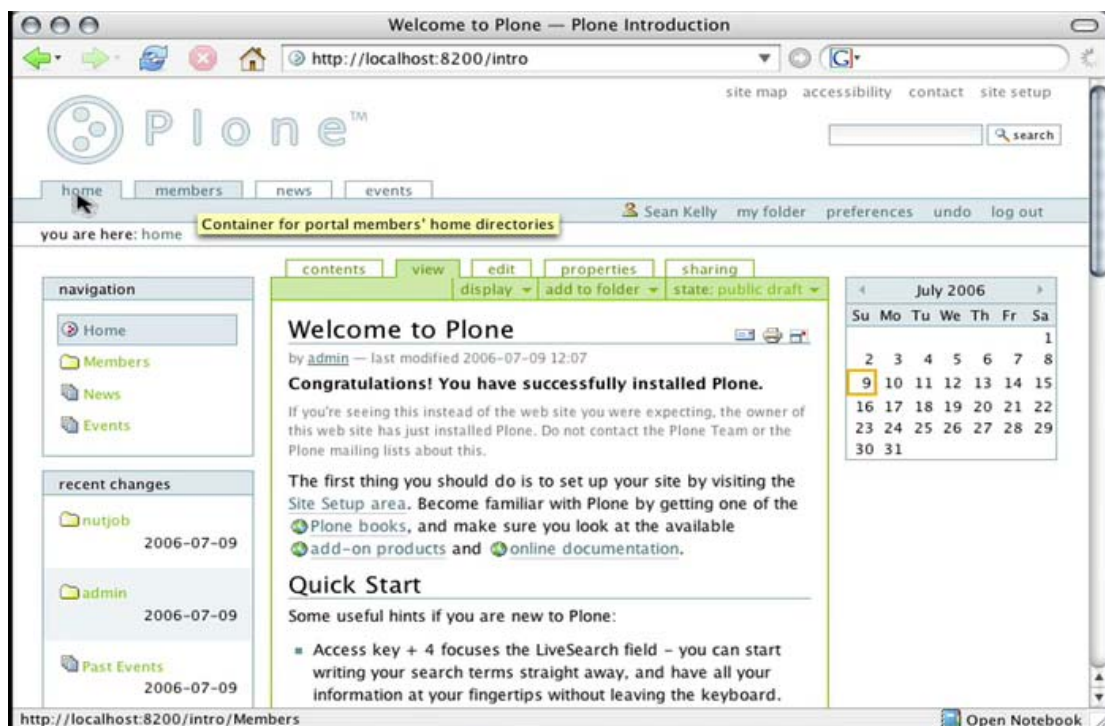 Welcome to Plone — Plone Introduction
http://localhost:8200/intro
G
site map accessibility contact site setup
Plone™
search
home members news events
Sean Kelly my folder preferences undo log out
Container for portal members' home directories
you are here: home
navigation
Home
Members
News
Events
recent changes
nutjob
2006-07-09
admin
2006-07-09
Past Events
2006-07-09
contents view edit properties sharing
display add to folder state: public draft
Welcome to Plone
by admin — last modified 2006-07-09 12:07
Congratulations! You have successfully installed Plone.
If you're seeing this instead of the web site you were expecting, the owner of
this web site has just installed Plone. Do not contact the Plone Team or the
Plone mailing lists about this.
The first thing you should do is to set up your site by visiting the
Site Setup area. Become familiar with Plone by getting one of the
Plone books, and make sure you look at the available
add-on products and online documentation.
Quick Start
Some useful hints if you are new to Plone:
Access key + 4 focuses the LiveSearch field – you can start
writing your search terms straight away, and have all your
information at your fingertips without leaving the keyboard.
July 2006
Su Mo Tu We Th Fr Sa
1
2 3 4 5 6 7 8
9 10 11 12 13 14 15
16 17 18 19 20 21 22
23 24 25 26 27 28 29
30 31
http://localhost:8200/intro/Members
Open Notebook